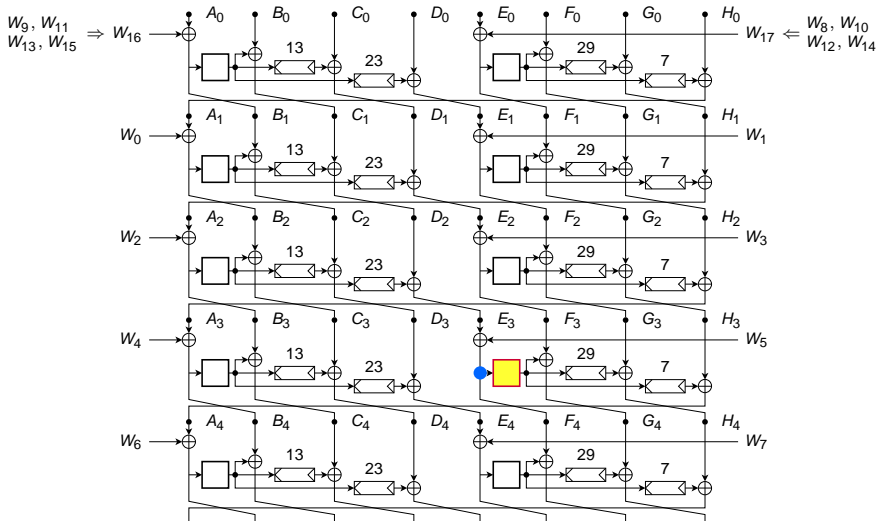 A0 B0 C0 D0 E0 F0 G0 H0
W9, W11
W13, W15 ⇒ W16
W17 ⇐ W8, W10
W12, W14
13 29
23 7
A1 B1 C1 D1 E1 F1 G1 H1
W0 W1
13 29
23 7
A2 B2 C2 D2 E2 F2 G2 H2
W2 W3
13 29
23 7
A3 B3 C3 D3 E3 F3 G3 H3
W4 W5
13 29
23 7
A4 B4 C4 D4 E4 F4 G4 H4
W6 W7
13 29
23 7